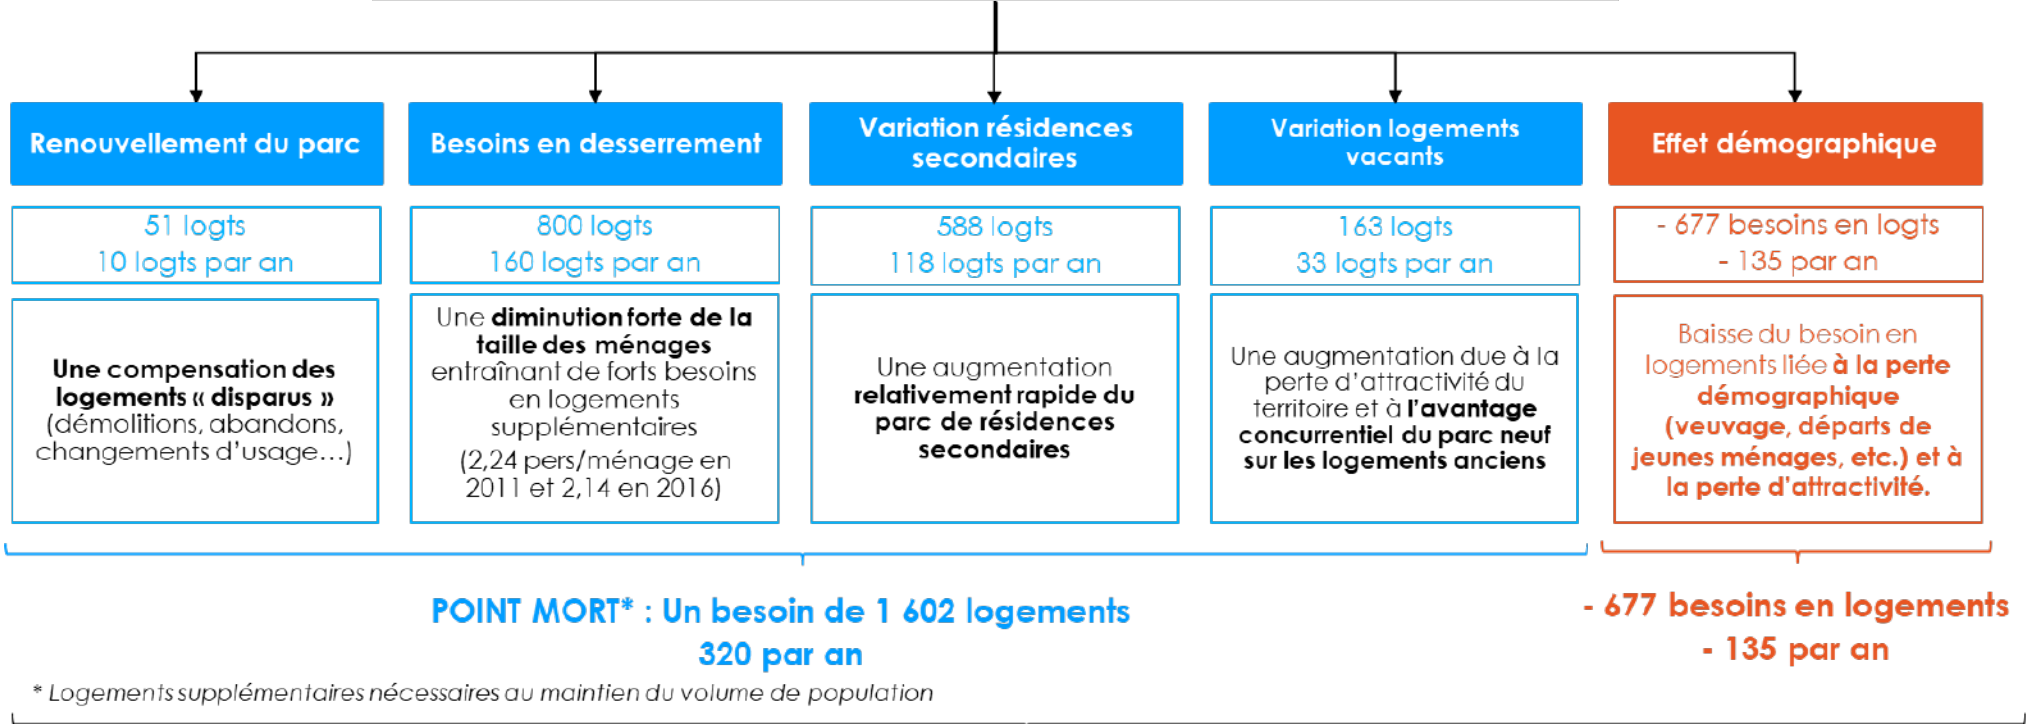 Renouvellement du parc
51 logts
10 logts par an
Une compensation des
logements « disparus »
(démolitions, abandons,
changements d'usage…)
Besoins en desserrement
800 logts
160 logts par an
Une diminution forte de la
taille des ménages
entraînant de forts besoins
en logements
supplémentaires
(2,24 pers/ménage en
2011 et 2,14 en 2016)
Variation résidences
secondaires
588 logts
118 logts par an
Une augmentation
relativement rapide du
parc de résidences
secondaires
Variation logements
vacants
163 logts
33 logts par an
Une augmentation due à la
perte d'attractivité du
territoire et à l'avantage
concurrentiel du parc neuf
sur les logements anciens
Effet démographique
- 677 besoins en logts
- 135 par an
Baisse du besoin en
logements liée à la perte
démographique
(veuvage, départs de
jeunes ménages, etc.) et à
la perte d'attractivité.
POINT MORT* : Un besoin de 1 602 logements
320 par an
- 677 besoins en logements
- 135 par an
* Logements supplémentaires nécessaires au maintien du volume de population